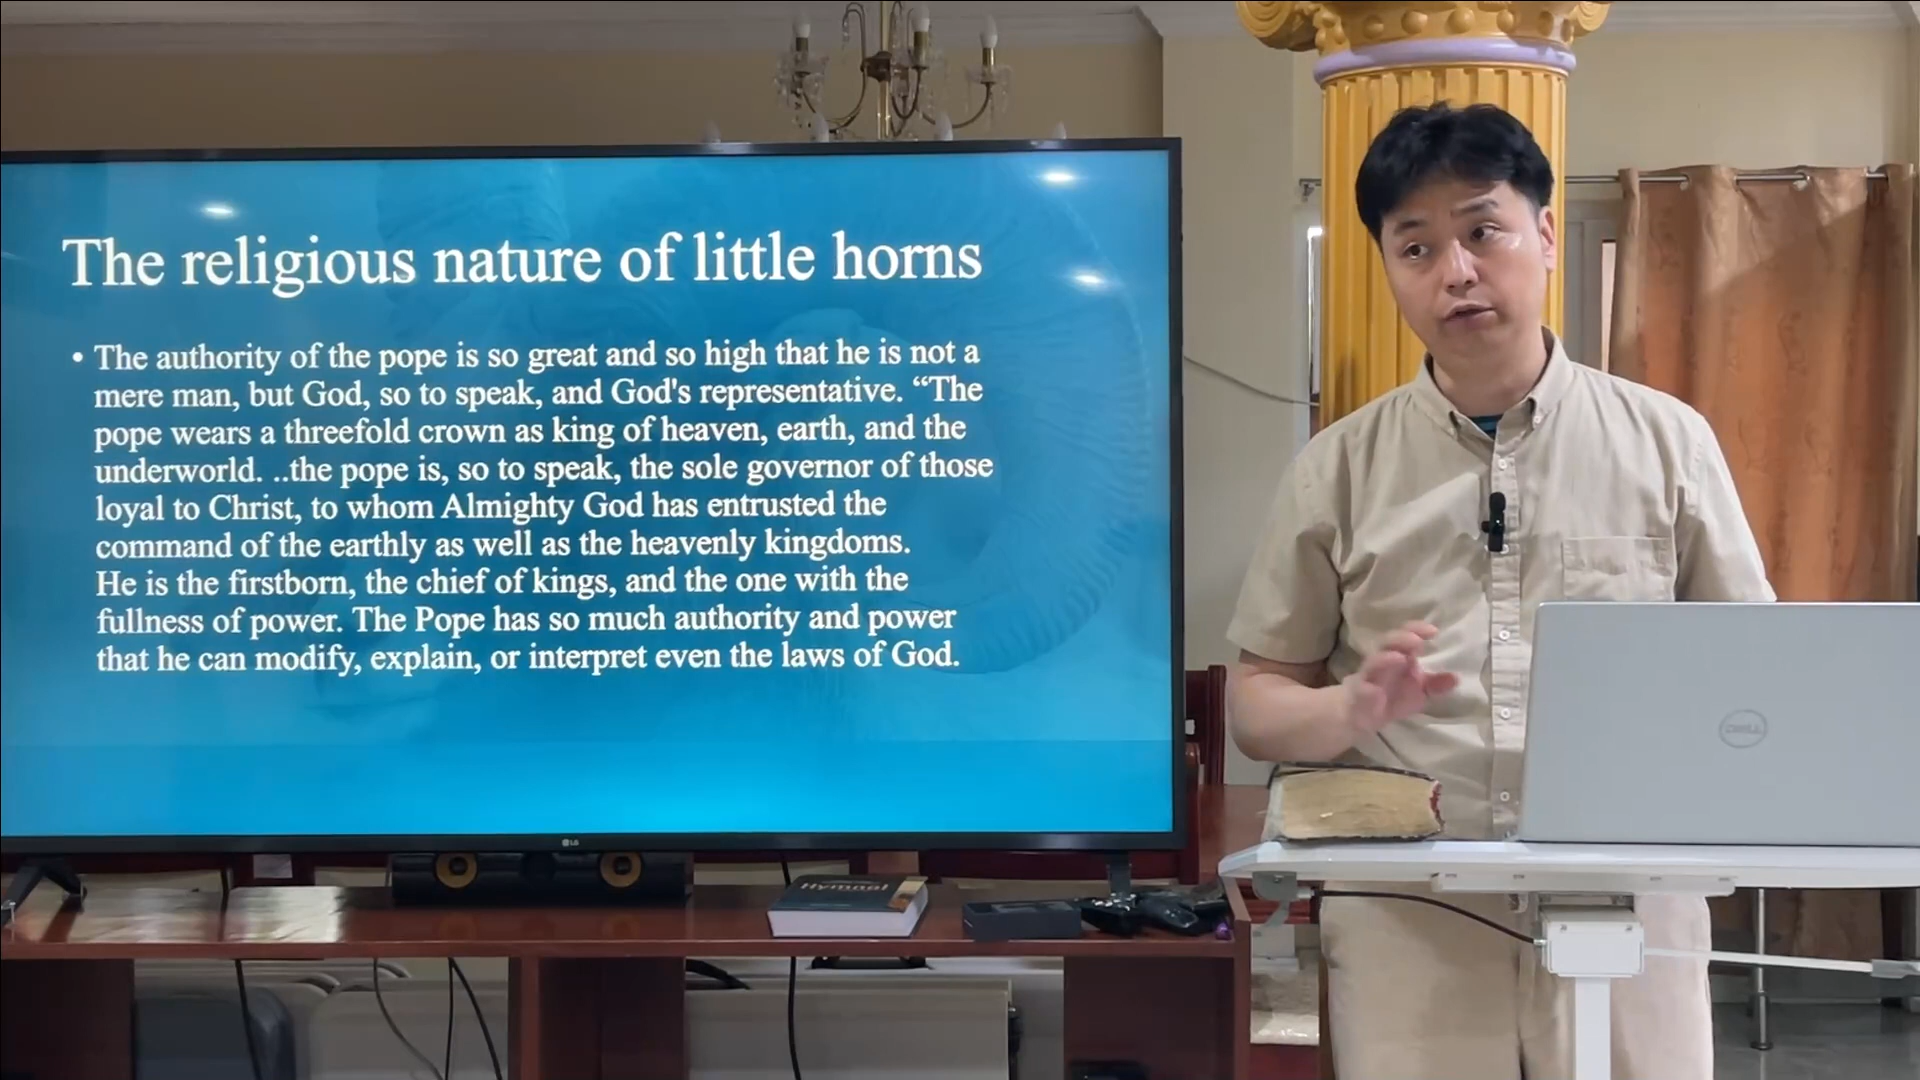 The religious nature of little horns
• The authority of the pope is so great and so high that he is not a
mere man, but God, so to speak, and God's representative. “The
pope wears a threefold crown as king of heaven, earth, and the
underworld. ..the pope is, so to speak, the sole governor of those
loyal to Christ, to whom Almighty God has entrusted the
command of the earthly as well as the heavenly kingdoms.
He is the firstborn, the chief of kings, and the one with the
fullness of power. The Pope has so much authority and power
that he can modify, explain, or interpret even the laws of God.
LG
Hymnal
DELL